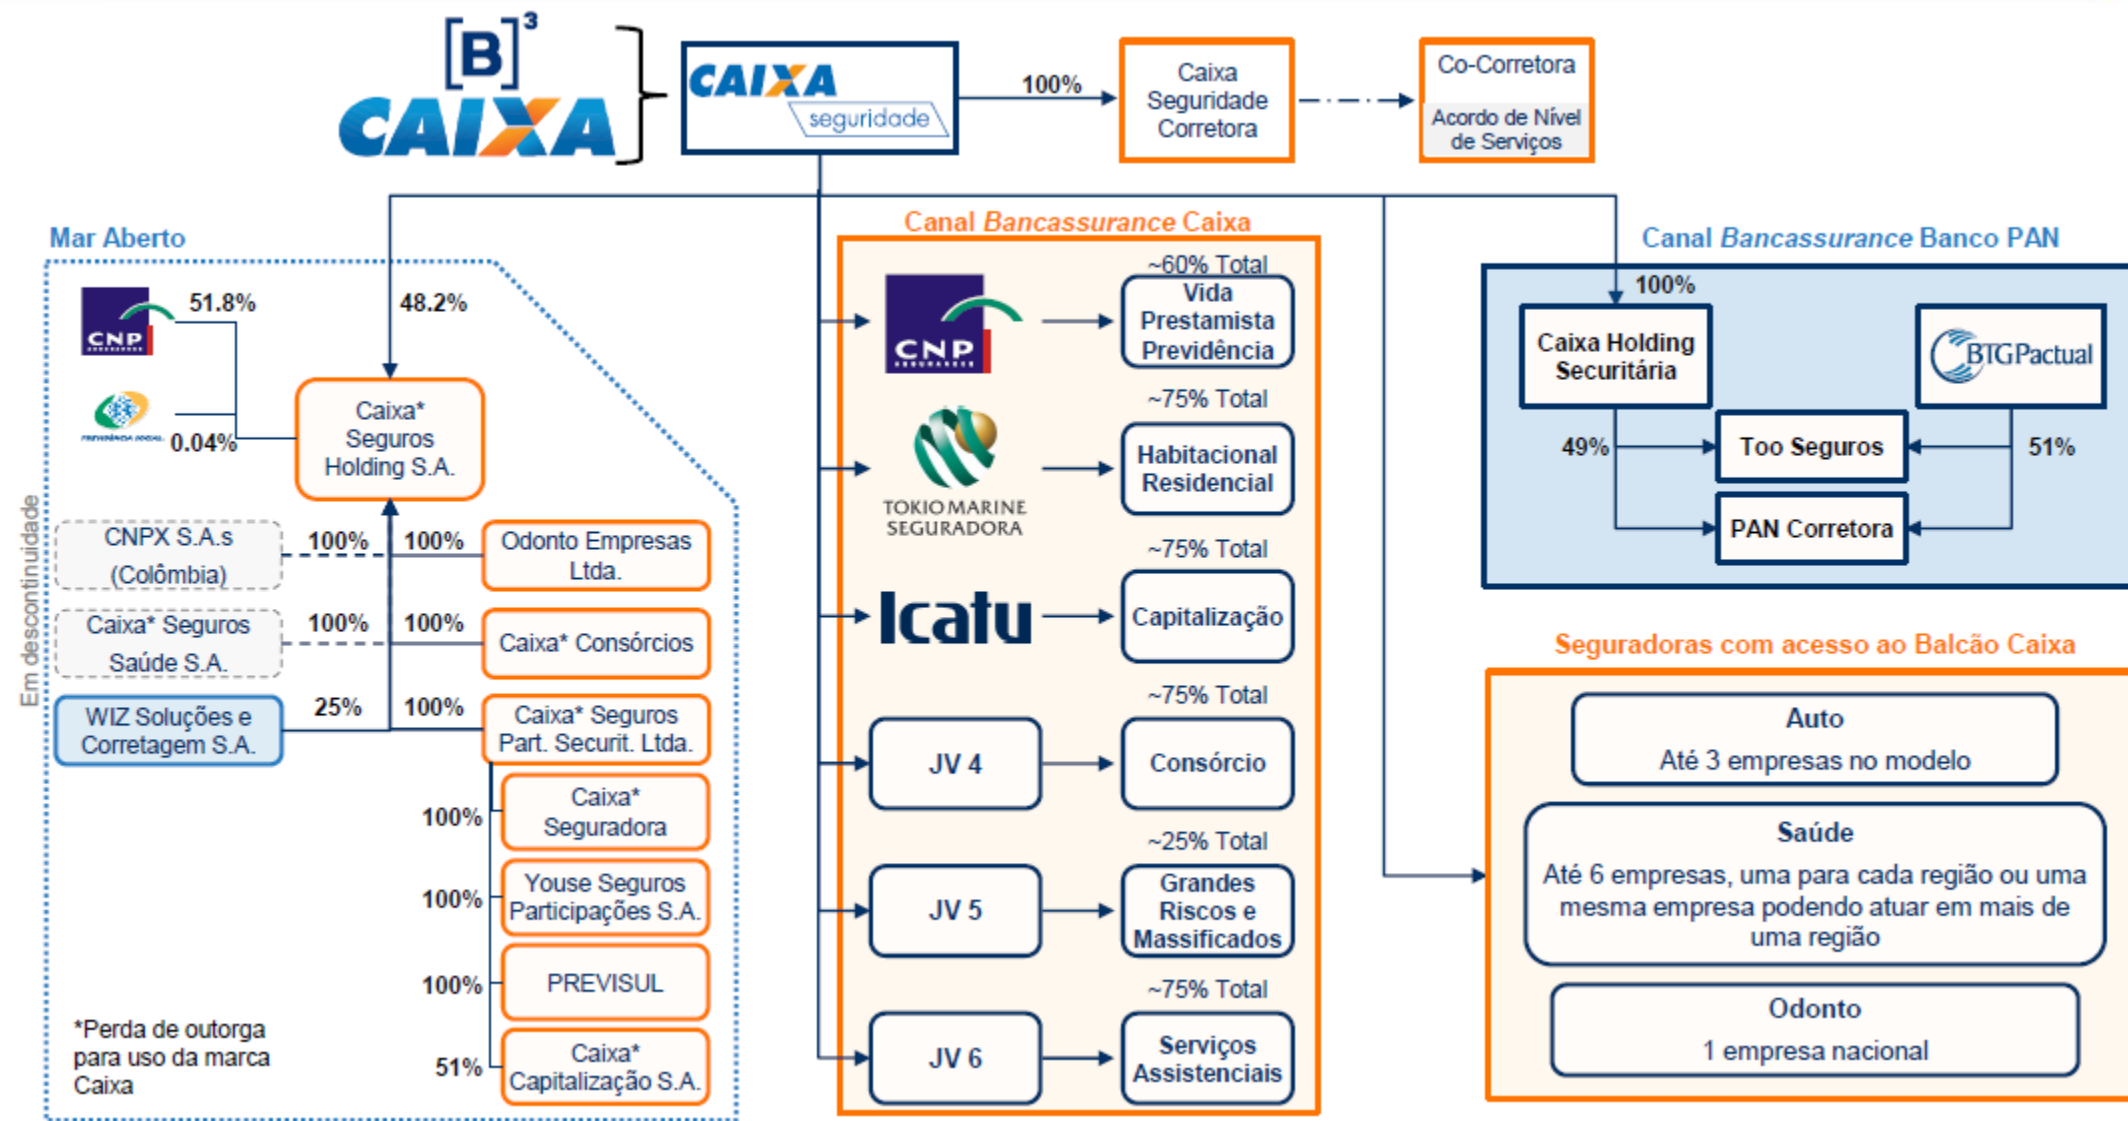 [B]³
CAIXA
CAIXA
seguridade
100%
Caixa
Seguridade
Corretora
Co-Corretora
Acordo de Nível
de Serviços
Mar Aberto
CNP
51.8%
48.2%
0.04%
Caixa*
Seguros
Holding S.A.
Em descontinuidade
CNPX S.A.s
(Colômbia)
100%
100%
Odonto Empresas
Ltda.
Caixa* Seguros
Saúde S.A.
100%
100%
Caixa* Consórcios
WIZ Soluções e
Corretagem S.A.
25%
100%
Caixa* Seguros
Part. Securit. Ltda.
100%
Caixa*
Seguradora
100%
Youse Seguros
Participações S.A.
100%
PREVISUL
51%
Caixa*
Capitalização S.A.
*Perda de outorga
para uso da marca
Caixa
Canal Bancassurance Caixa
CNP
~60% Total
Vida
Prestamista
Previdência
TOKIO MARINE
SEGURADORA
~75% Total
Habitacional
Residencial
Icatu
~75% Total
Capitalização
JV 4
~75% Total
Consórcio
JV 5
~25% Total
Grandes
Riscos e
Massificados
JV 6
~75% Total
Serviços
Assistenciais
Canal Bancassurance Banco PAN
100%
Caixa Holding
Securitária
BTGPactual
49%
Too Seguros
51%
PAN Corretora
Seguradoras com acesso ao Balcão Caixa
Auto
Até 3 empresas no modelo
Saúde
Até 6 empresas, uma para cada região ou uma
mesma empresa podendo atuar em mais de
uma região
Odonto
1 empresa nacional